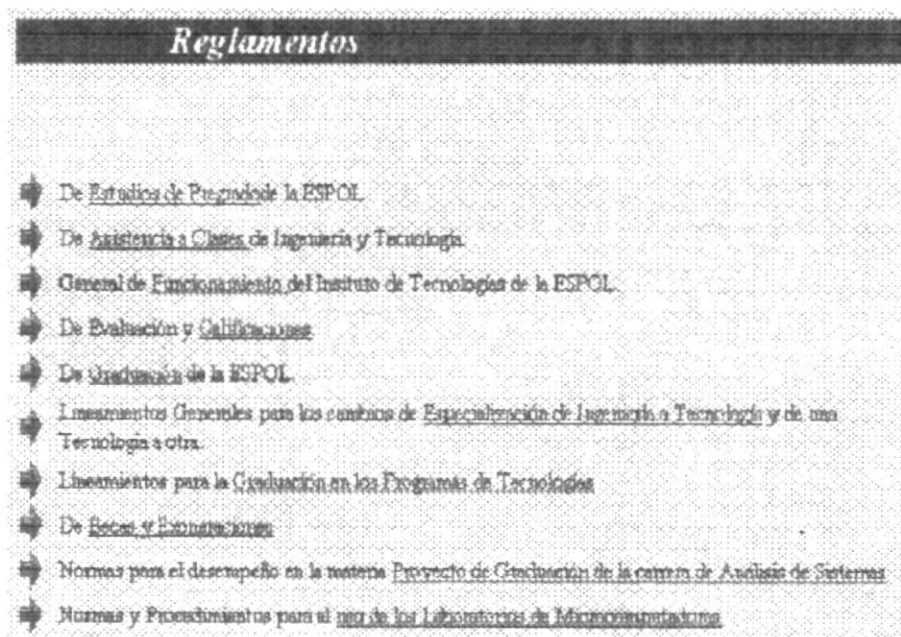 Reglamentos
De Estudios de Pregradode la ESPOL
De Asistencia a Clases de Ingeniería y Tecnología.
General de Funcionamiento del Instituto de Tecnologías de la ESPOL.
De Evaluación y Calificaciones
De Graduación de la ESPOL.
Lineamientos Generales para los cambios de Especialización de Ingeniería a Tecnología y de una
Tecnología a otra.
Lineamientos para la Graduación en los Programas de Tecnologías
De Becas y Exoneraciones
Normas para el desempeño en la materia Proyecto de Graduación de la carrera de Análisis de Sistemas
Normas y Procedimientos para el uso de los Laboratorios de Microcomputadoras